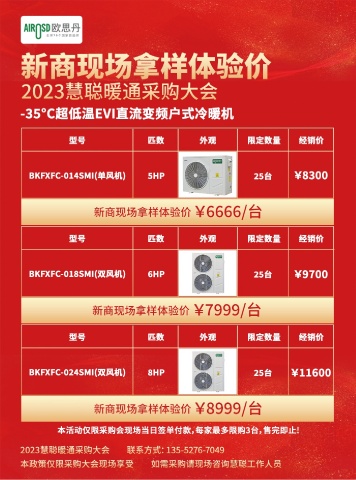 AIROSD欧思丹
新商现场拿样体验价
2023慧聪暖通采购大会
-35℃超低温EVI直流变频户式冷暖机
型号 匹数 外观 限定数量 经销价
BKFXFC-014SMI(单风机) 5HP 25台 ¥8300
新商现场拿样体验价 ¥6666/台
型号 匹数 外观 限定数量 经销价
BKFXFC-018SMI(双风机) 6HP 25台 ¥9700
新商现场拿样体验价 ¥7999/台
型号 匹数 外观 限定数量 经销价
BKFXFC-024SMI(双风机) 8HP 25台 ¥11600
新商现场拿样体验价 ¥8999/台
本活动仅限采购会现场当日签单付款,每家最多限购3台,售完即止!
2023慧聪暖通采购大会 联系方式: 135-5276-7049
本政策仅限采购大会现场享受 如需采购请现场咨询慧聪工作人员